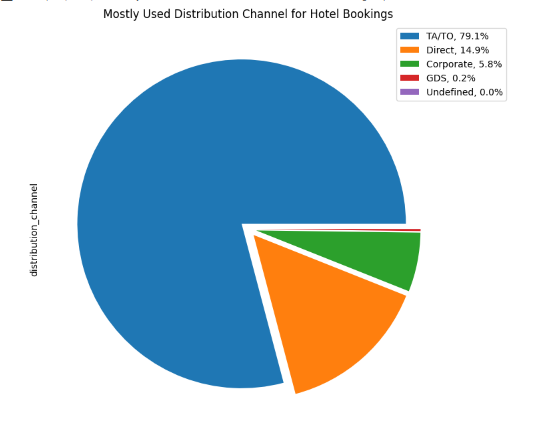 Mostly Used Distribution Channel for Hotel Bookings
TA/TO, 79.1%
Direct, 14.9%
Corporate, 5.8%
GDS, 0.2%
Undefined, 0.0%
distribution_channel